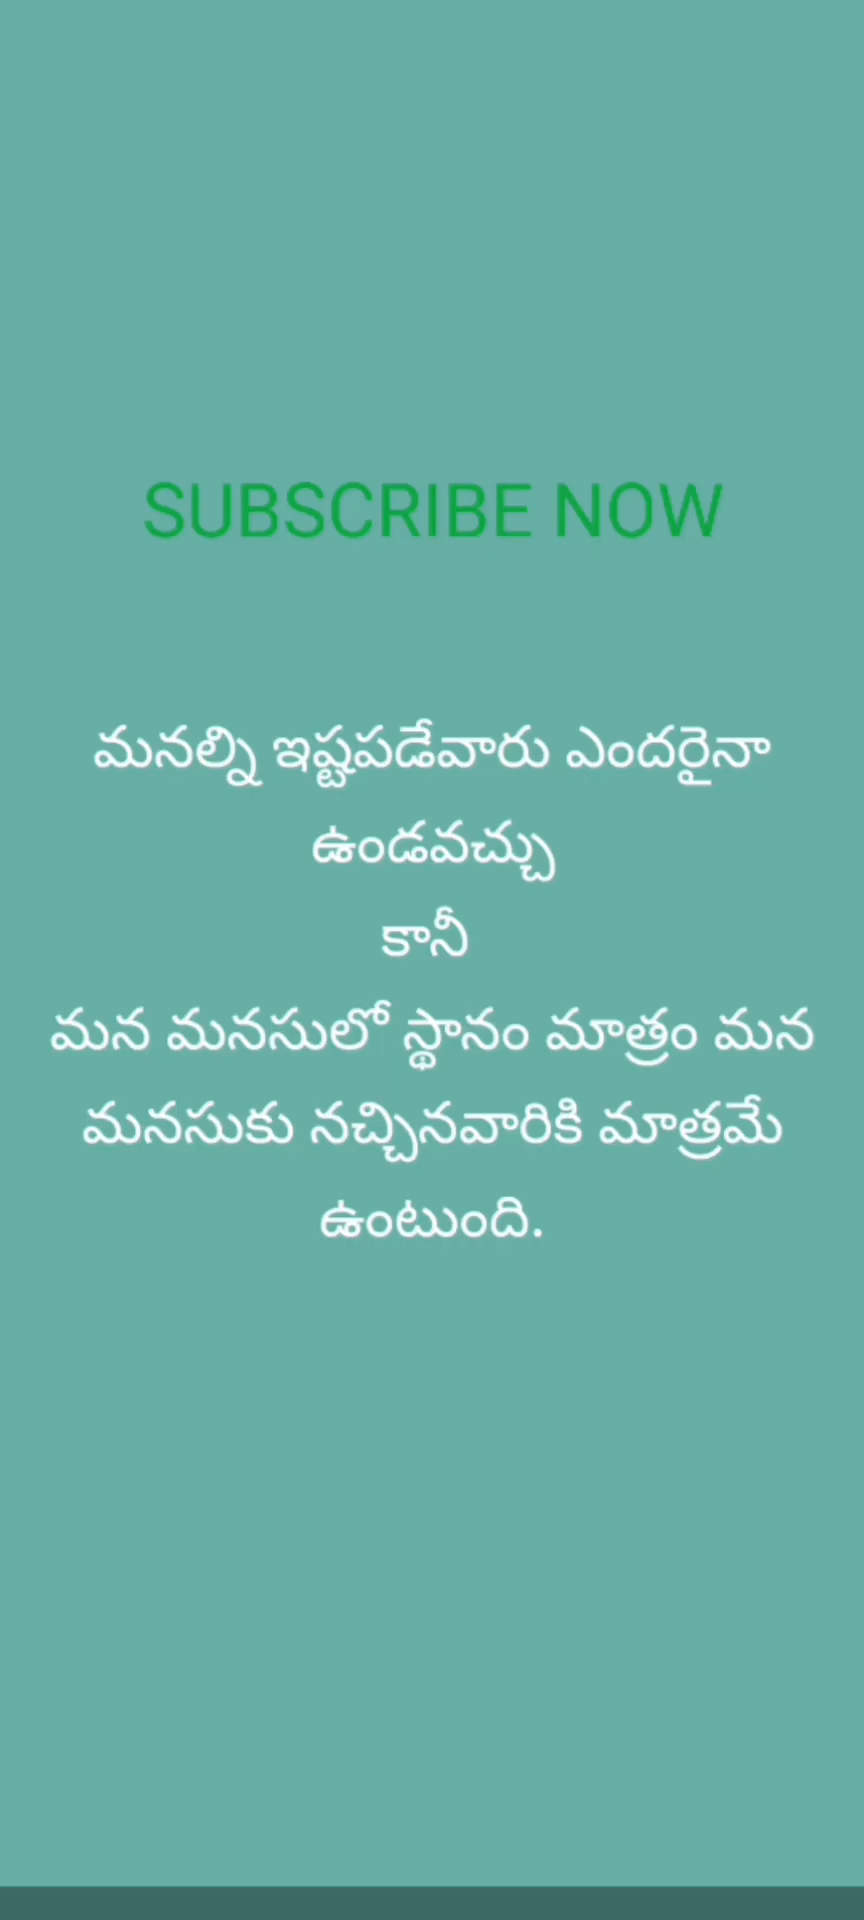 SUBSCRIBE NOW
మనల్ని ఇష్టపడేవారు ఎందరైనా
ఉండవచ్చు
కానీ
మన మనసులో స్థానం మాత్రం మన
మనసుకు నచ్చినవారికి మాత్రమే
ఉంటుంది.